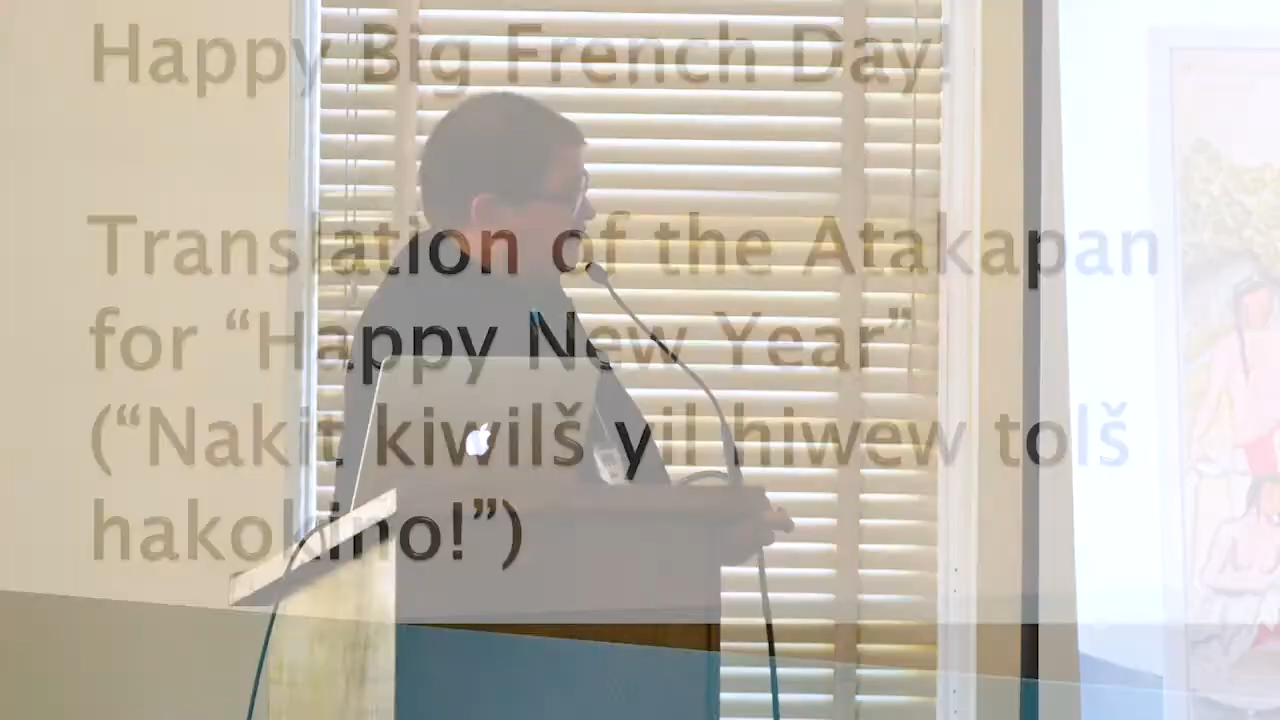 Happy Big French Day!
Translation of the Atakapan
for “Happy New Year”
(“Nakit kiwilš yil hiwew tolš
hakokino!”)